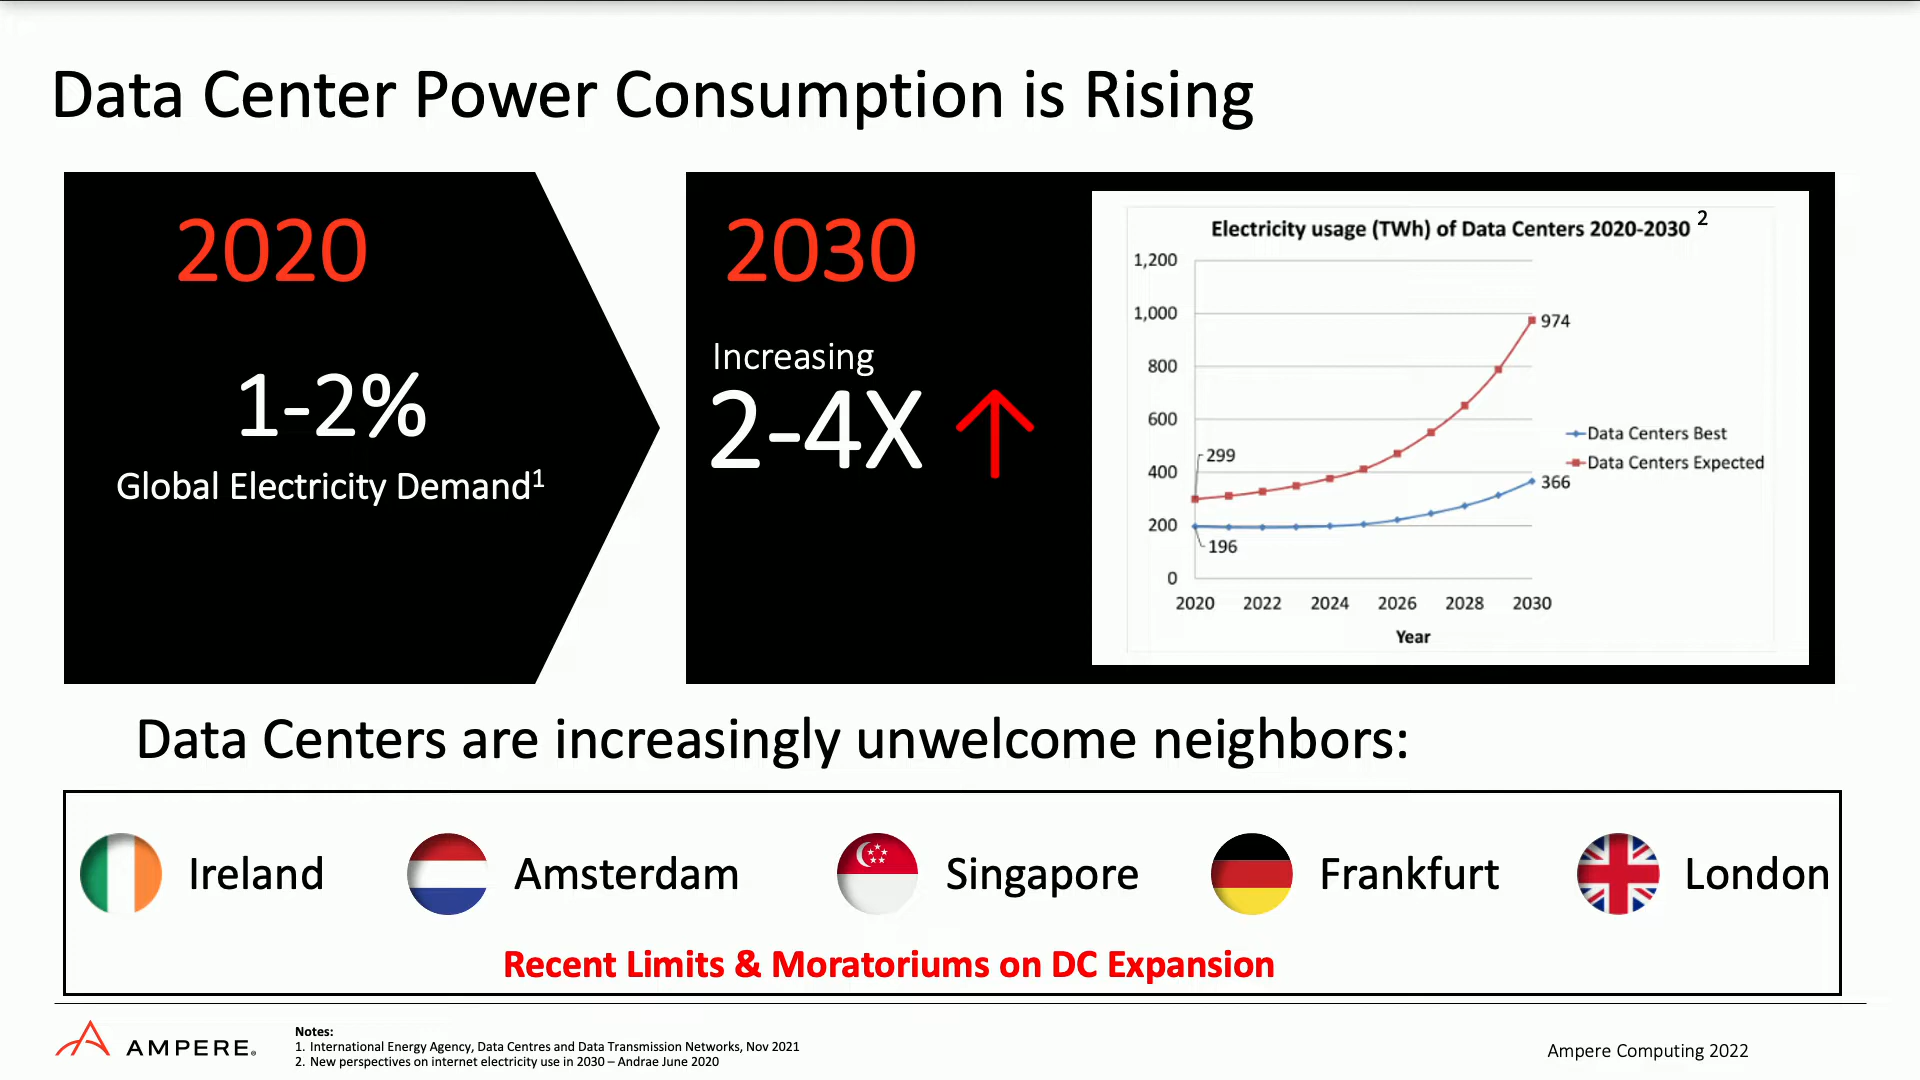 Data Center Power Consumption is Rising
2020
1-2%
Global Electricity Demand1
2030
Increasing
2-4X
Electricity usage (TWh) of Data Centers 2020-2030 2
1,200
1,000
800
600
400
200
0
974
299
366
196
Data Centers Best
Data Centers Expected
2020 2022 2024 2026 2028 2030
Year
Data Centers are increasingly unwelcome neighbors:
Ireland Amsterdam Singapore Frankfurt London
Recent Limits & Moratoriums on DC Expansion
AMPERE®
Notes:
1. International Energy Agency, Data Centres and Data Transmission Networks, Nov 2021
2. New perspectives on internet electricity use in 2030 – Andrae June 2020
Ampere Computing 2022